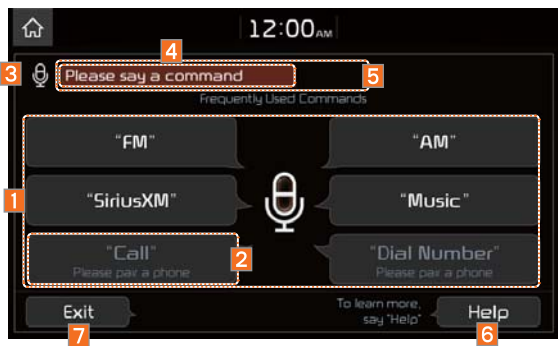 12:00AM
4
3 Please say a command 5
Frequently Used Commands
"FM" "AM"
1 "SiriusXM" "Music"
"Call" 2 "Dial Number"
Please pair a phone Please pair a phone
Exit To learn more, Help
say "Help"
7 6